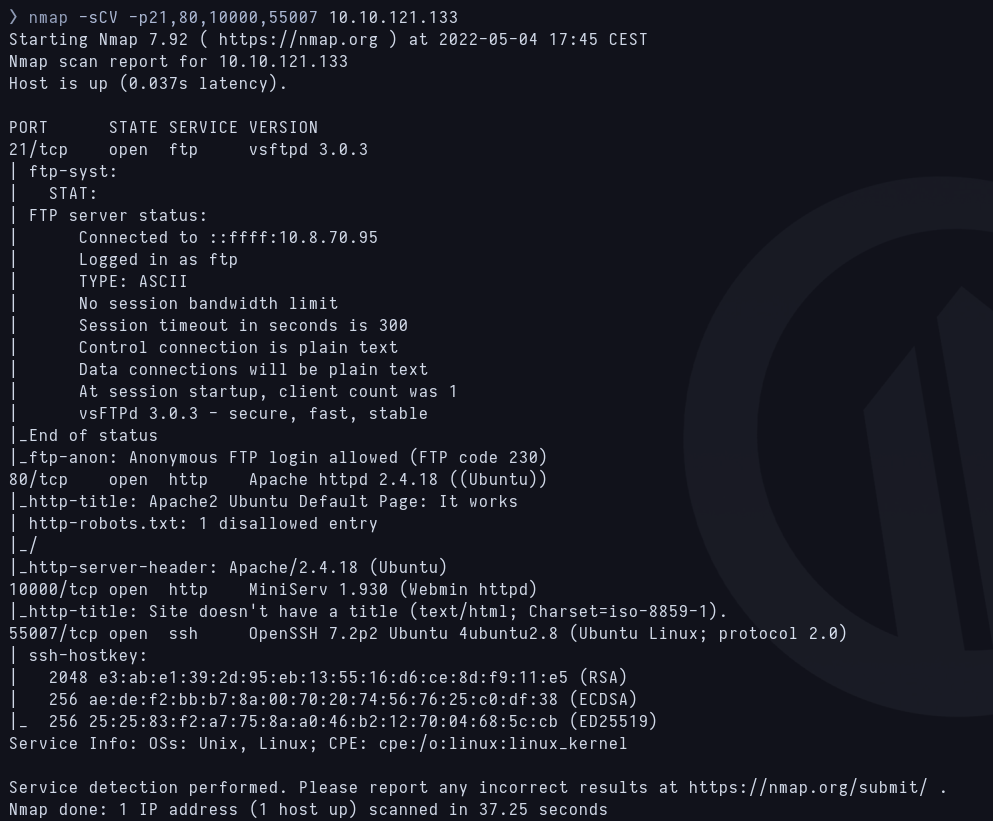 ❯ nmap -sCV -p21,80,10000,55007 10.10.121.133
Starting Nmap 7.92 ( https://nmap.org ) at 2022-05-04 17:45 CEST
Nmap scan report for 10.10.121.133
Host is up (0.037s latency).

PORT      STATE SERVICE VERSION
21/tcp    open  ftp     vsftpd 3.0.3
| ftp-syst:
|   STAT:
| FTP server status:
|      Connected to ::ffff:10.8.70.95
|      Logged in as ftp
|      TYPE: ASCII
|      No session bandwidth limit
|      Session timeout in seconds is 300
|      Control connection is plain text
|      Data connections will be plain text
|      At session startup, client count was 1
|      vsFTPd 3.0.3 - secure, fast, stable
|_End of status
|_ftp-anon: Anonymous FTP login allowed (FTP code 230)
80/tcp    open  http    Apache httpd 2.4.18 ((Ubuntu))
|_http-title: Apache2 Ubuntu Default Page: It works
| http-robots.txt: 1 disallowed entry
|_/
|_http-server-header: Apache/2.4.18 (Ubuntu)
10000/tcp open  http    MiniServ 1.930 (Webmin httpd)
|_http-title: Site doesn't have a title (text/html; Charset=iso-8859-1).
55007/tcp open  ssh     OpenSSH 7.2p2 Ubuntu 4ubuntu2.8 (Ubuntu Linux; protocol 2.0)
| ssh-hostkey:
|   2048 e3:ab:e1:39:2d:95:eb:13:55:16:d6:ce:8d:f9:11:e5 (RSA)
|   256 ae:de:f2:bb:b7:8a:00:70:20:74:56:76:25:c0:df:38 (ECDSA)
|_  256 25:25:83:f2:a7:75:8a:a0:46:b2:12:70:04:68:5c:cb (ED25519)
Service Info: OSs: Unix, Linux; CPE: cpe:/o:linux:linux_kernel

Service detection performed. Please report any incorrect results at https://nmap.org/submit/ .
Nmap done: 1 IP address (1 host up) scanned in 37.25 seconds